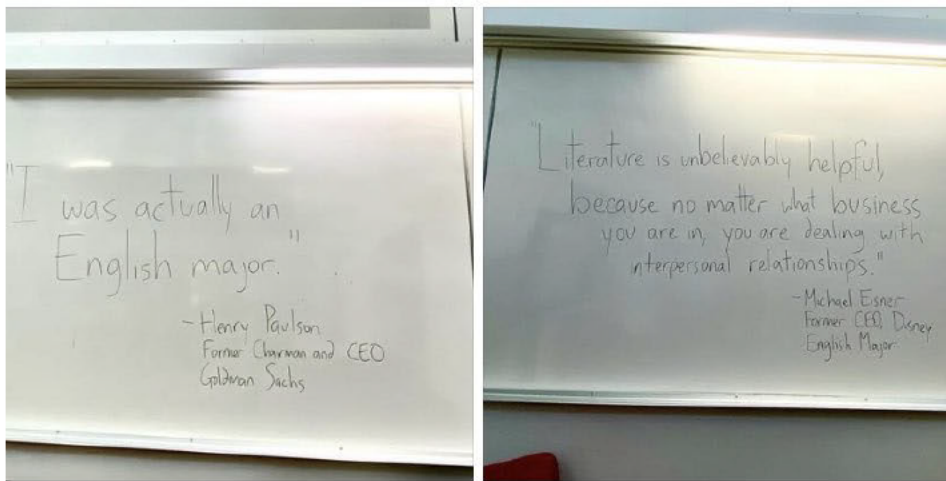 "I was actually an
English major."
-Henry Paulson
Former Chairman and CEO
Goldman Sachs
"Literature is unbelievably helpful,
because no matter what business
you are in, you are dealing with
interpersonal relationships."
-Michael Eisner
Former CEO, Disney
English Major